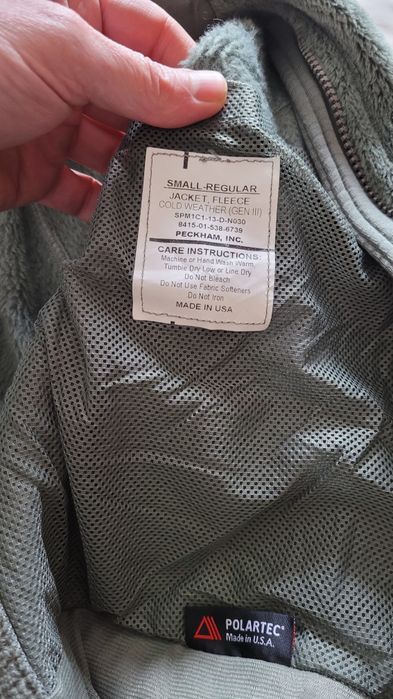 SMALL-REGULAR
JACKET, FLEECE
COLD WEATHER (GEN III)
SPM1C1-13-D-N030
8415-01-538-6739
PECKHAM, INC.
CARE INSTRUCTIONS:
Machine or Hand Wash Warm,
Tumble Dry Low or Line Dry
Do Not Bleach
Do Not Use Fabric Softeners
Do Not Iron
MADE IN USA
POLARTEC®
Made in U.S.A.